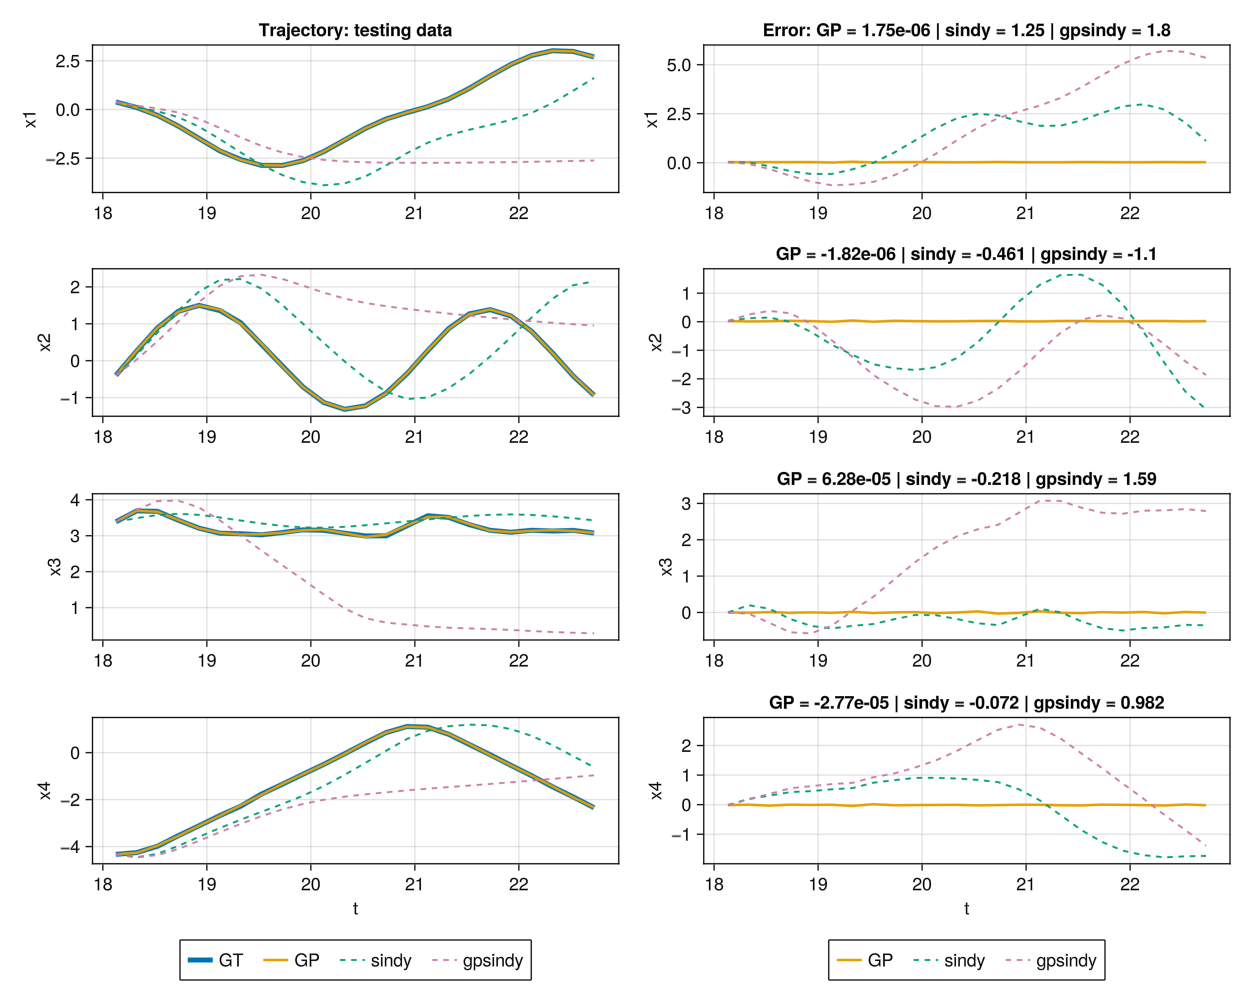 Trajectory: testing data
2.5
0.0
−2.5
x1
18 19 20 21 22
Error: GP = 1.75e-06 | sindy = 1.25 | gpsindy = 1.8
5.0
2.5
0.0
x1
18 19 20 21 22
2
1
0
−1
x2
18 19 20 21 22
GP = -1.82e-06 | sindy = -0.461 | gpsindy = -1.1
1
0
−1
−2
−3
x2
18 19 20 21 22
4
3
2
1
x3
18 19 20 21 22
GP = 6.28e-05 | sindy = -0.218 | gpsindy = 1.59
3
2
1
0
x3
18 19 20 21 22
0
−2
−4
x4
18 19 20 21 22
t
GP = -2.77e-05 | sindy = -0.072 | gpsindy = 0.982
2
1
0
−1
x4
18 19 20 21 22
t
GT GP sindy gpsindy
GP sindy gpsindy